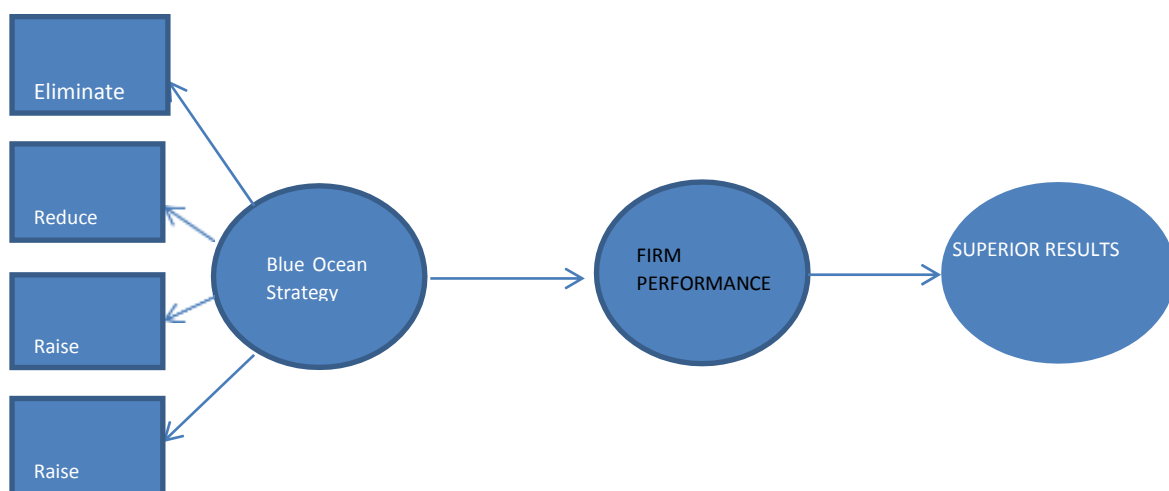 Eliminate
Reduce
Raise
Raise
Blue Ocean
Strategy
FIRM
PERFORMANCE
SUPERIOR RESULTS